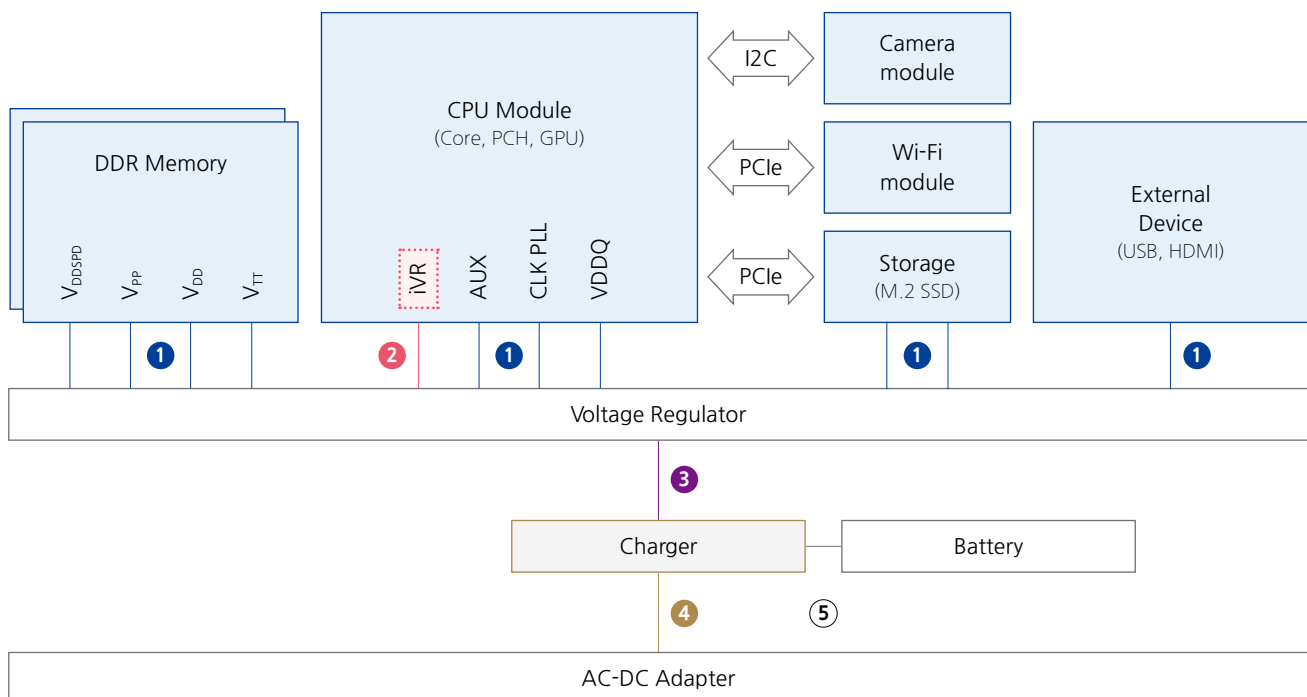 CPU Module
(Core, PCH, GPU)
I2C
Camera
module
DDR Memory
PCIe
Wi-Fi
module
External
Device
(USB, HDMI)
PCIe
Storage
(M.2 SSD)
VDDSPD
VPP
VDD
VTT
iVR
AUX
CLK PLL
VDDQ
1
2
1
1
1
Voltage Regulator
3
Charger
Battery
4
5
AC-DC Adapter